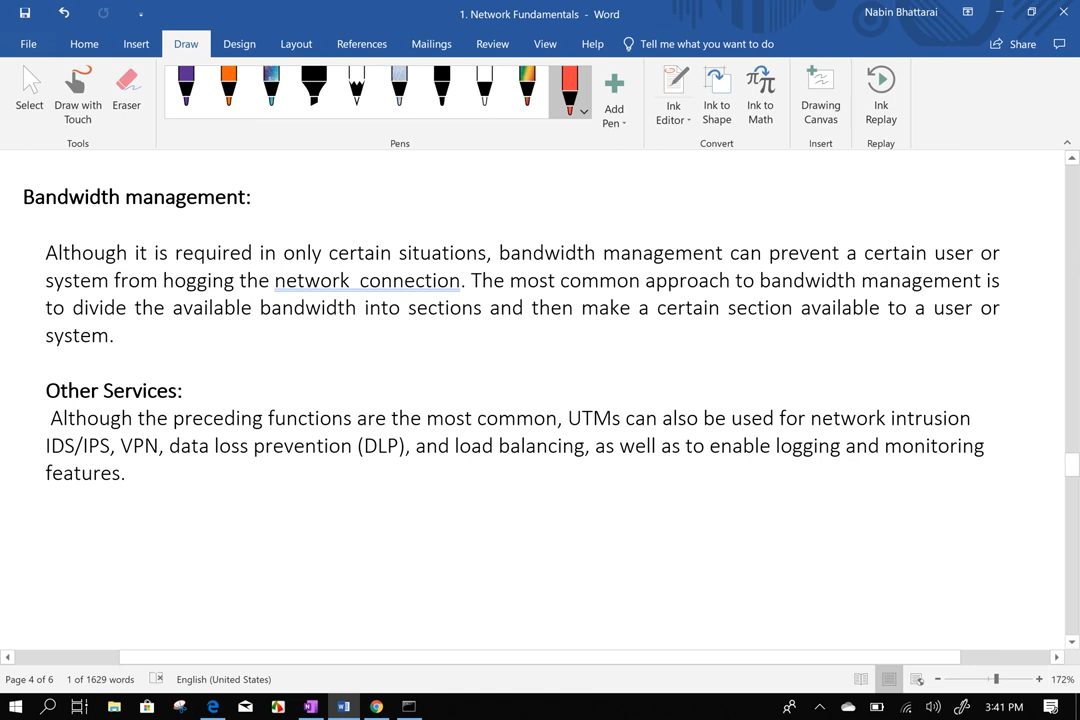 1. Network Fundamentals - Word
Nabin Bhattarai
File Home Insert Draw Design Layout References Mailings Review View Help Tell me what you want to do Share
Select
Draw with Touch
Eraser
Add Pen
Ink Editor
Ink to Shape
Ink to Math
Drawing Canvas
Ink Replay
Tools Pens Convert Insert Replay
Bandwidth management:
Although it is required in only certain situations, bandwidth management can prevent a certain user or
system from hogging the network  connection. The most common approach to bandwidth management is
to divide the available bandwidth into sections and then make a certain section available to a user or
system.
Other Services:
Although the preceding functions are the most common, UTMs can also be used for network intrusion
IDS/IPS, VPN, data loss prevention (DLP), and load balancing, as well as to enable logging and monitoring
features.
Page 4 of 6 1 of 1629 words English (United States) 172%
3:41 PM